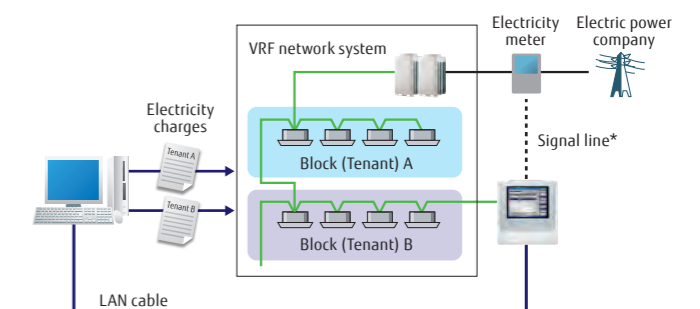 Electricity
meter
Electric power
company
VRF network system
Electricity
charges
Tenant A
Block (Tenant) A
Signal line*
Tenant B
Block (Tenant) B
LAN cable